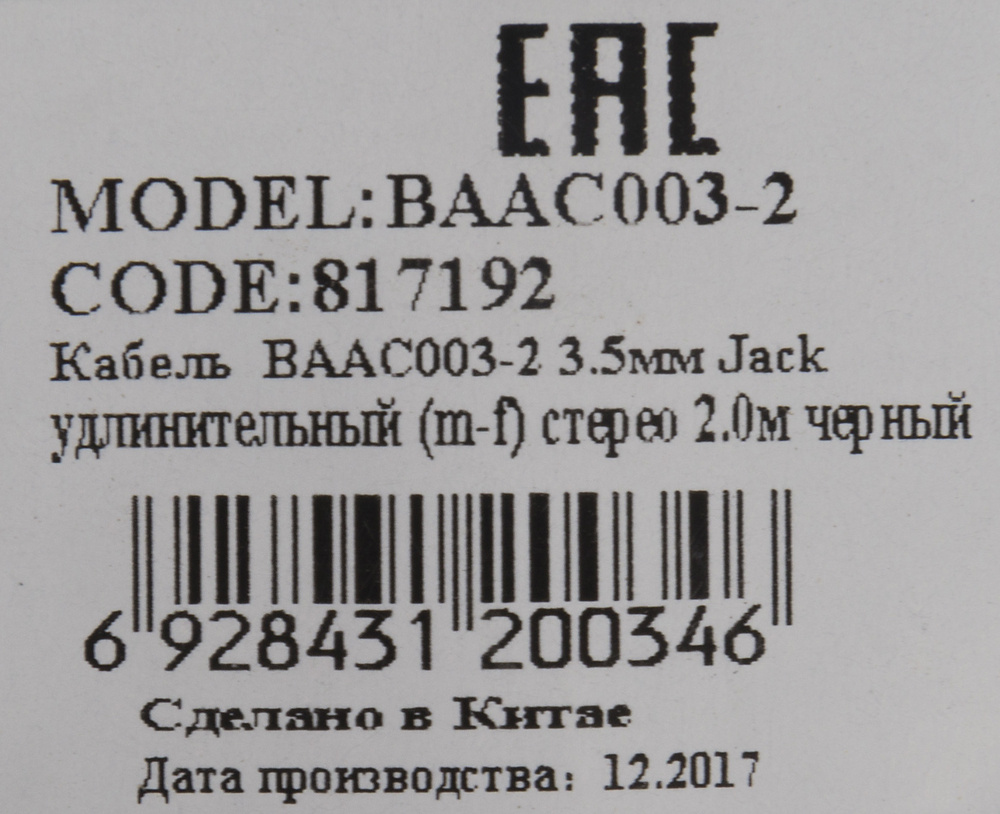 EAC
MODEL:BAAC003-2
CODE:817192
Кабель BAAC003-2 3.5мм Jack
удлинительный (m-f) стерео 2.0м черный
6 928431 200346
Сделано в Китае
Дата производства: 12.2017